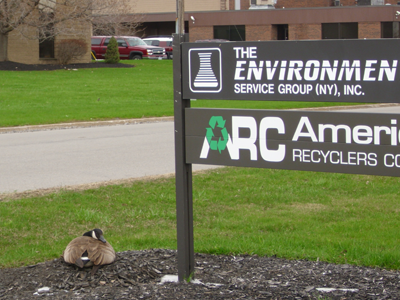 THE
ENVIRONMEN
SERVICE GROUP (NY), INC.
ARC Americ
RECYCLERS CO